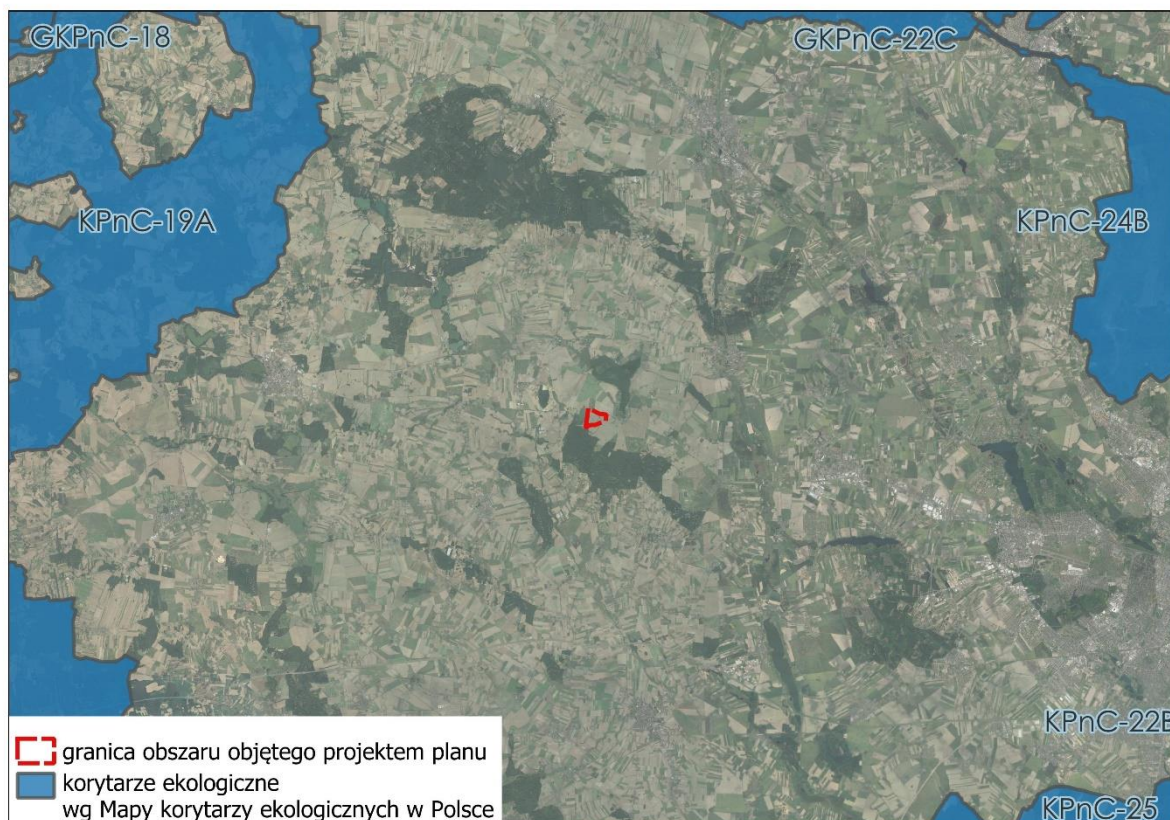 GKPnC-18
GKPnC-22C
KPnC-19A
KPnC-24B
KPnC-22B
KPnC-25
granica obszaru objętego projektem planu
korytarze ekologiczne
wg Mapy korytarzy ekologicznych w Polsce